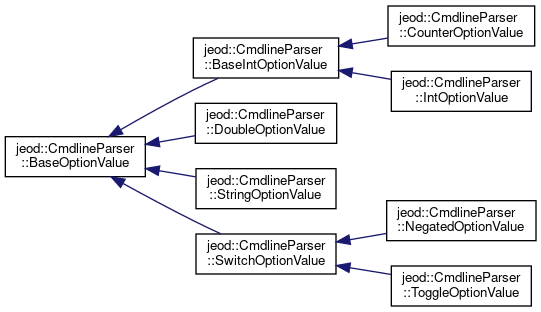 jeod::CmdlineParser
::BaseOptionValue
jeod::CmdlineParser
::BaseIntOptionValue
jeod::CmdlineParser
::CounterOptionValue
jeod::CmdlineParser
::IntOptionValue
jeod::CmdlineParser
::DoubleOptionValue
jeod::CmdlineParser
::StringOptionValue
jeod::CmdlineParser
::SwitchOptionValue
jeod::CmdlineParser
::NegatedOptionValue
jeod::CmdlineParser
::ToggleOptionValue